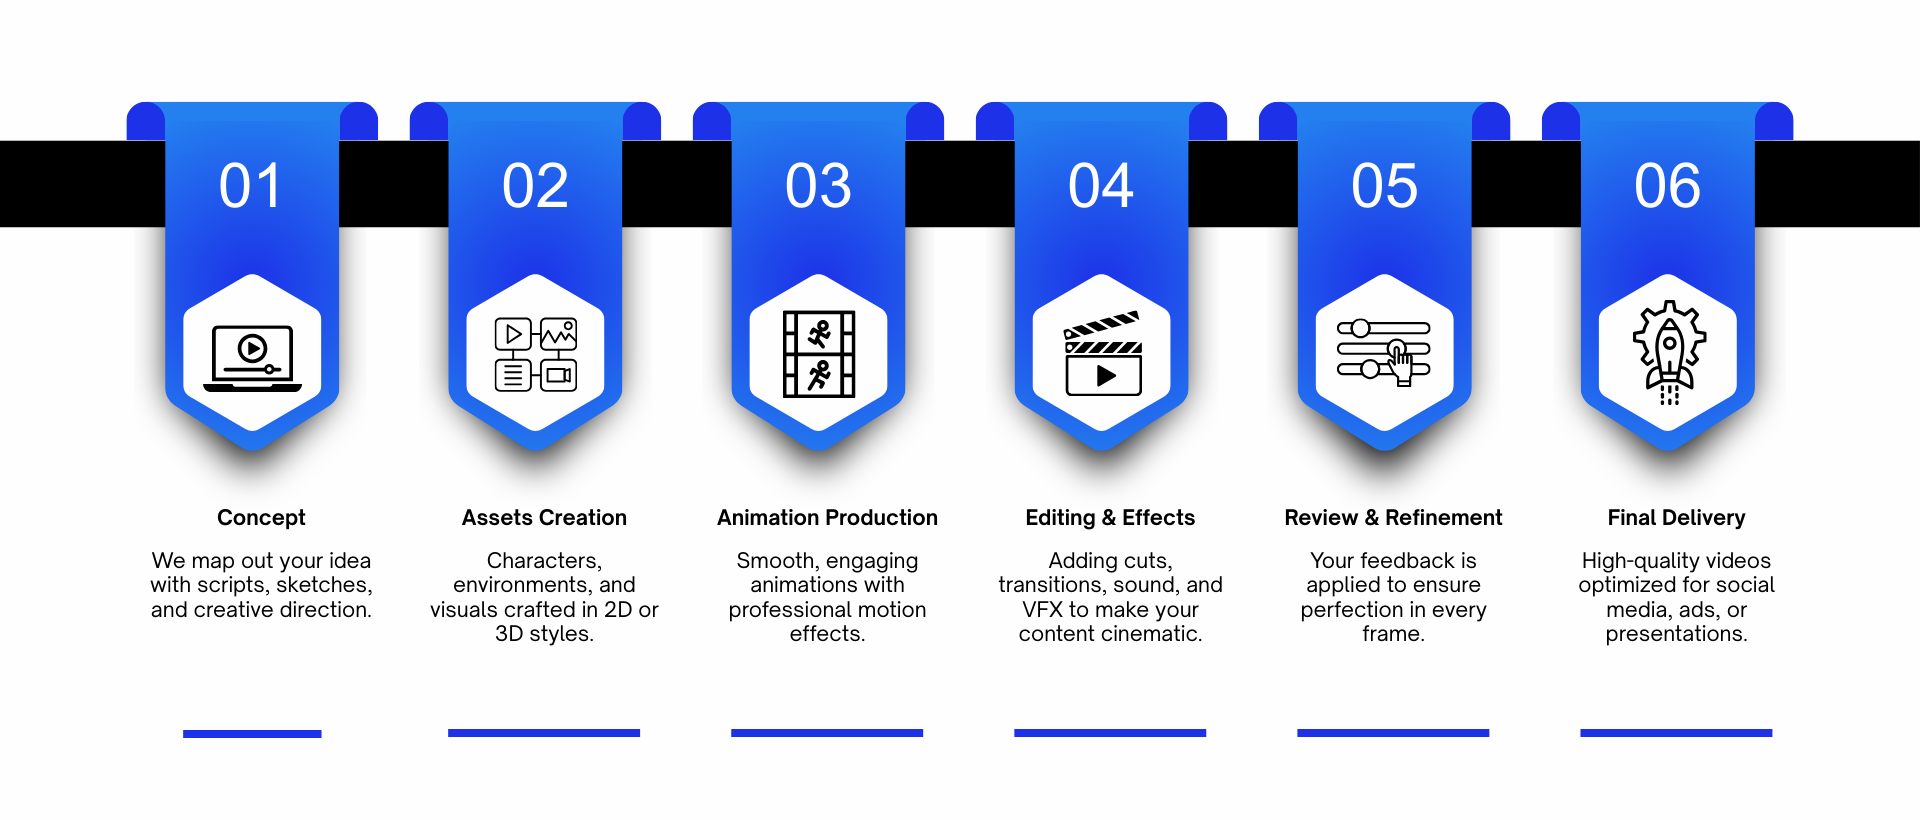 01
02
03
04
05
06
Concept
We map out your idea
with scripts, sketches,
and creative direction.
Assets Creation
Characters,
environments, and
visuals crafted in 2D or
3D styles.
Animation Production
Smooth, engaging
animations with
professional motion
effects.
Editing & Effects
Adding cuts,
transitions, sound, and
VFX to make your
content cinematic.
Review & Refinement
Your feedback is
applied to ensure
perfection in every
frame.
Final Delivery
High-quality videos
optimized for social
media, ads, or
presentations.